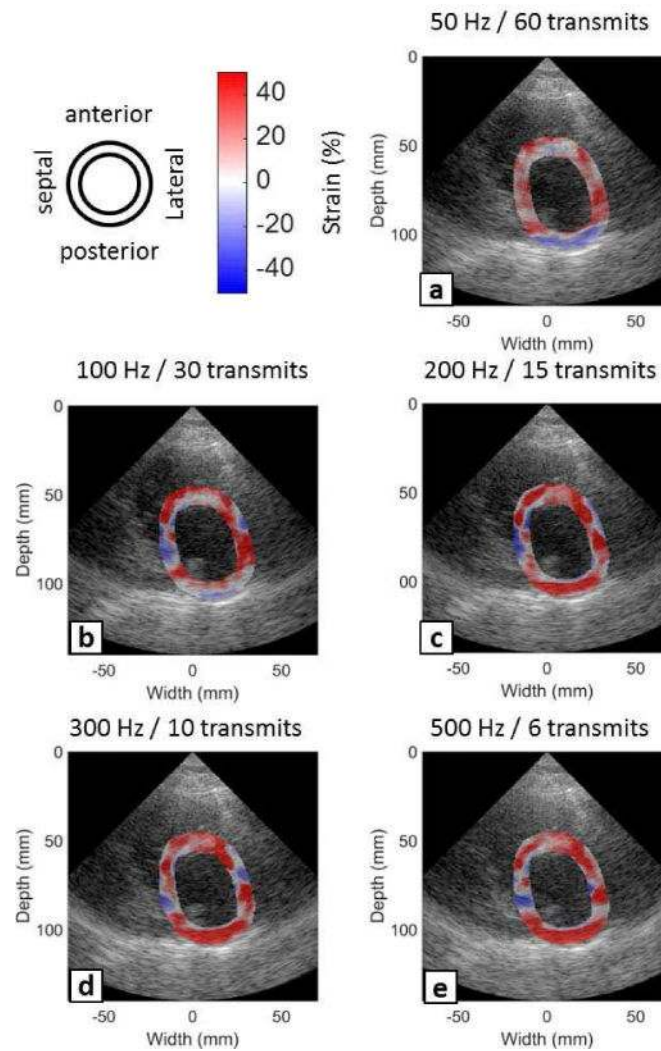 50 Hz / 60 transmits
anterior
septal
Lateral
posterior
40
20
0
-20
-40
Strain (%)
0
50
100
Depth (mm)
a
-50 0 50
Width (mm)
100 Hz / 30 transmits
0
50
100
Depth (mm)
b
-50 0 50
Width (mm)
200 Hz / 15 transmits
0
50
00
Depth (mm)
c
-50 0 50
Width (mm)
300 Hz / 10 transmits
0
50
100
Depth (mm)
d
-50 0 50
Width (mm)
500 Hz / 6 transmits
0
50
100
Depth (mm)
e
-50 0 50
Width (mm)